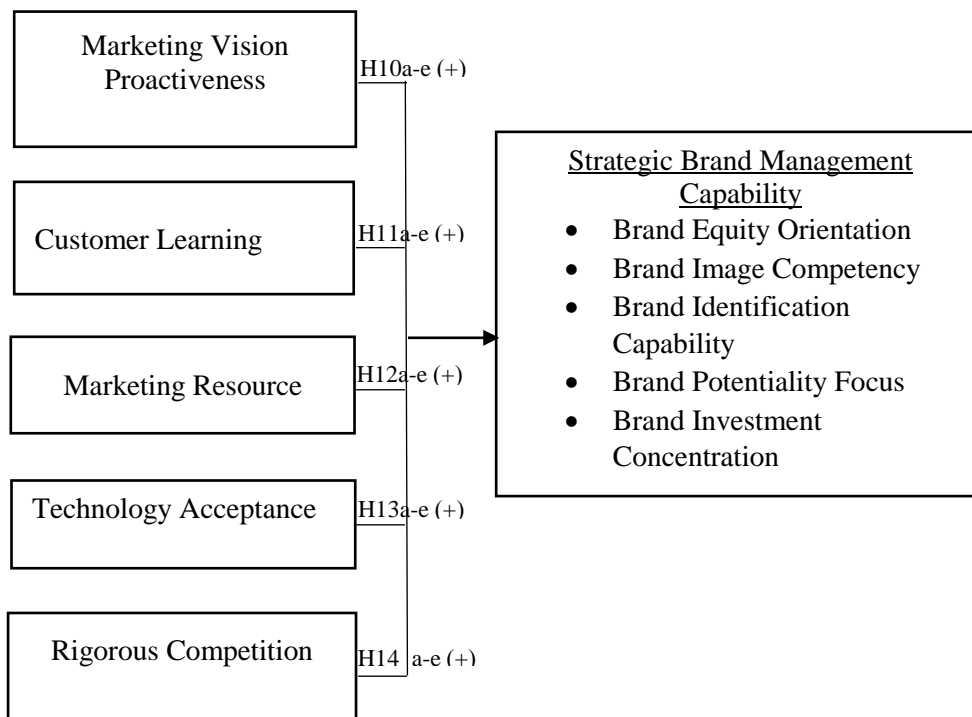 Marketing Vision
Proactiveness
H10a-e (+)
Customer Learning
H11a-e (+)
Marketing Resource
H12a-e (+)
Technology Acceptance
H13a-e (+)
Rigorous Competition
H14 a-e (+)
Strategic Brand Management
Capability
• Brand Equity Orientation
• Brand Image Competency
• Brand Identification
Capability
• Brand Potentiality Focus
• Brand Investment
Concentration